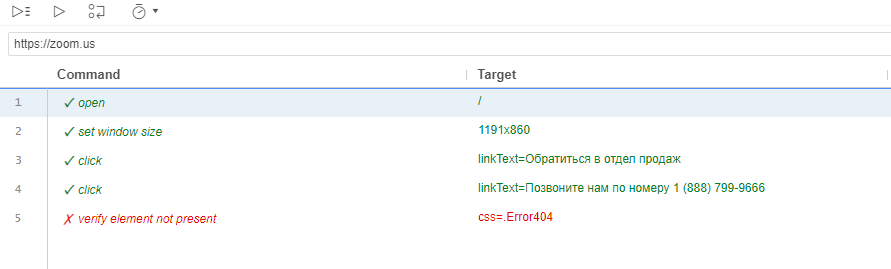 https://zoom.us
Command Target
1 ✓ open /
2 ✓ set window size 1191x860
3 ✓ click linkText=Обратиться в отдел продаж
4 ✓ click linkText=Позвоните нам по номеру 1 (888) 799-9666
5 ✗ verify element not present css=.Error404